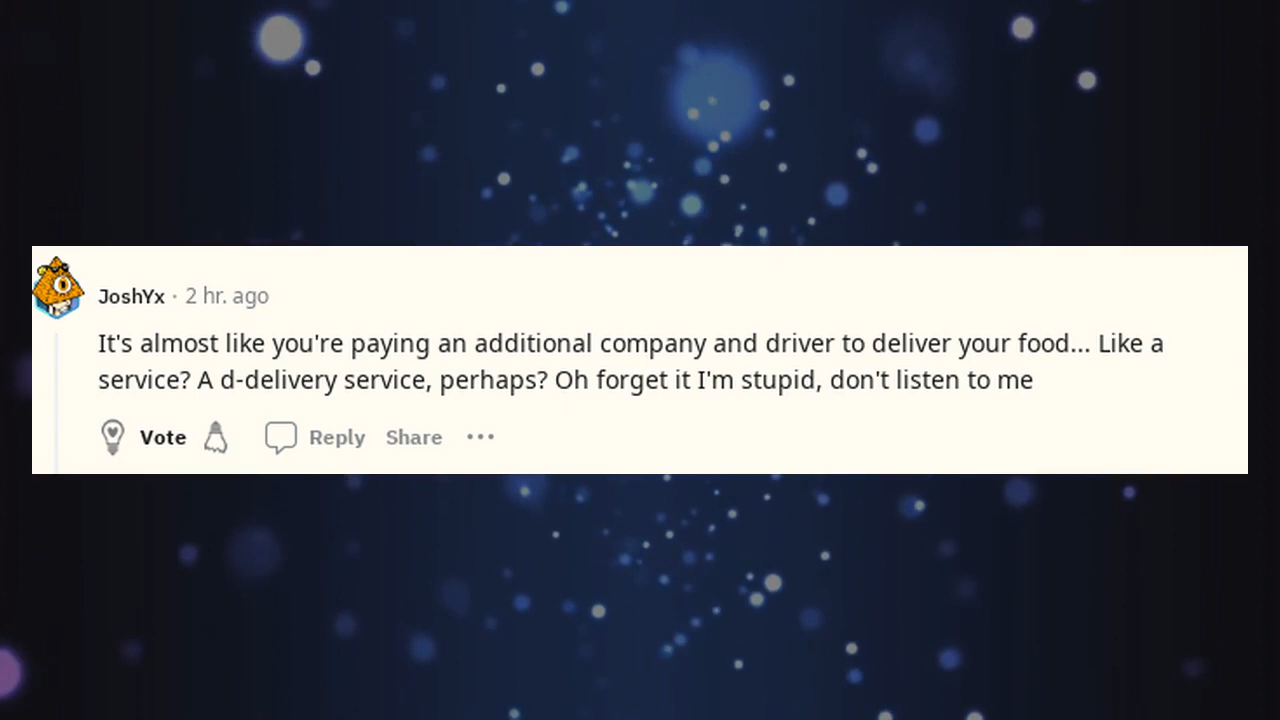 JoshYx · 2 hr. ago
It's almost like you're paying an additional company and driver to deliver your food... Like a
service? A d-delivery service, perhaps? Oh forget it I'm stupid, don't listen to me
Vote Reply Share ...